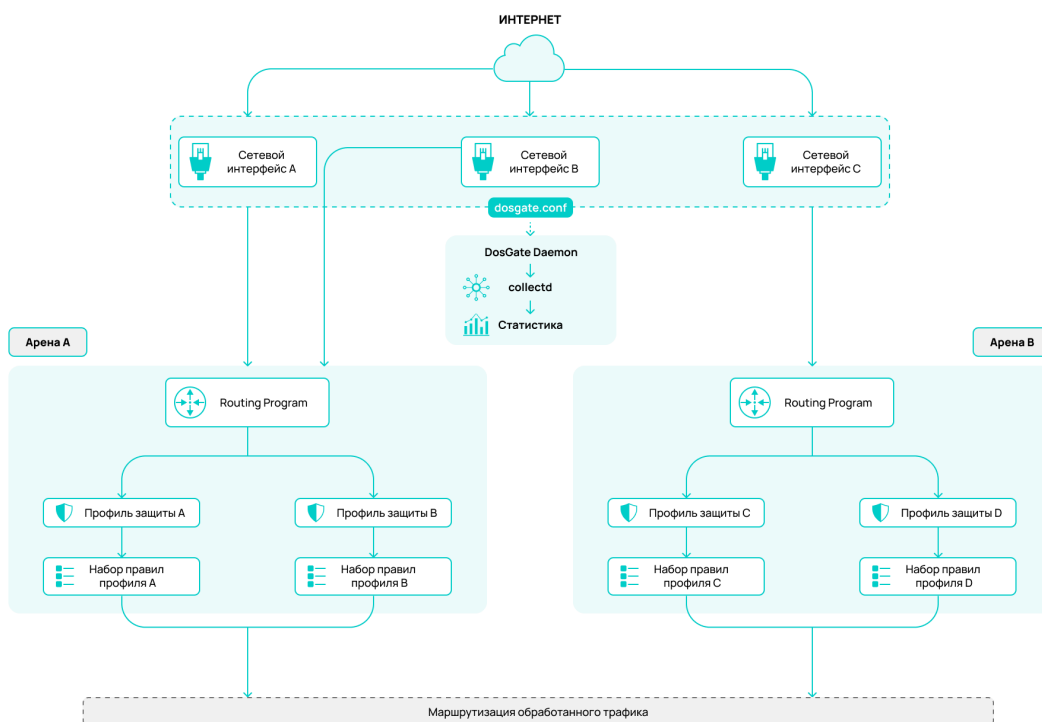 ИНТЕРНЕТ
Сетевой
интерфейс A
Сетевой
интерфейс B
Сетевой
интерфейс C
dosgate.conf
DosGate Daemon
collectd
Статистика
Арена A
Арена B
Routing Program
Routing Program
Профиль защиты A
Профиль защиты B
Профиль защиты C
Профиль защиты D
Набор правил
профиля A
Набор правил
профиля B
Набор правил
профиля C
Набор правил
профиля D
Маршрутизация обработанного трафика